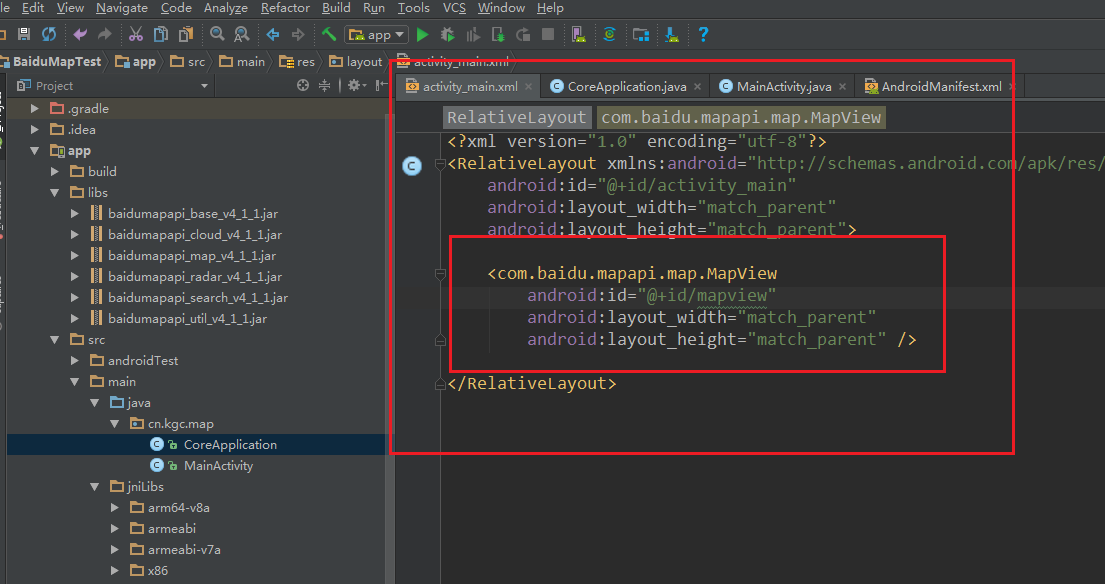 Edit View Navigate Code Analyze Refactor Build Run Tools VCS Window Help
app
BaiduMapTest app src main res layout activity_main.xml
Project
activity_main.xml CoreApplication.java MainActivity.java AndroidManifest.xml
.gradle
.idea
app
build
libs
baidumapapi_base_v4_1_1.jar
baidumapapi_cloud_v4_1_1.jar
baidumapapi_map_v4_1_1.jar
baidumapapi_radar_v4_1_1.jar
baidumapapi_search_v4_1_1.jar
baidumapapi_util_v4_1_1.jar
src
androidTest
main
java
cn.kgc.map
CoreApplication
MainActivity
jniLibs
arm64-v8a
armeabi
armeabi-v7a
x86
RelativeLayout com.baidu.mapapi.map.MapView
<?xml version="1.0" encoding="utf-8"?>
<RelativeLayout xmlns:android="http://schemas.android.com/apk/res/
android:id="@+id/activity_main"
android:layout_width="match_parent"
android:layout_height="match_parent">
<com.baidu.mapapi.map.MapView
android:id="@+id/mapview"
android:layout_width="match_parent"
android:layout_height="match_parent" />
</RelativeLayout>